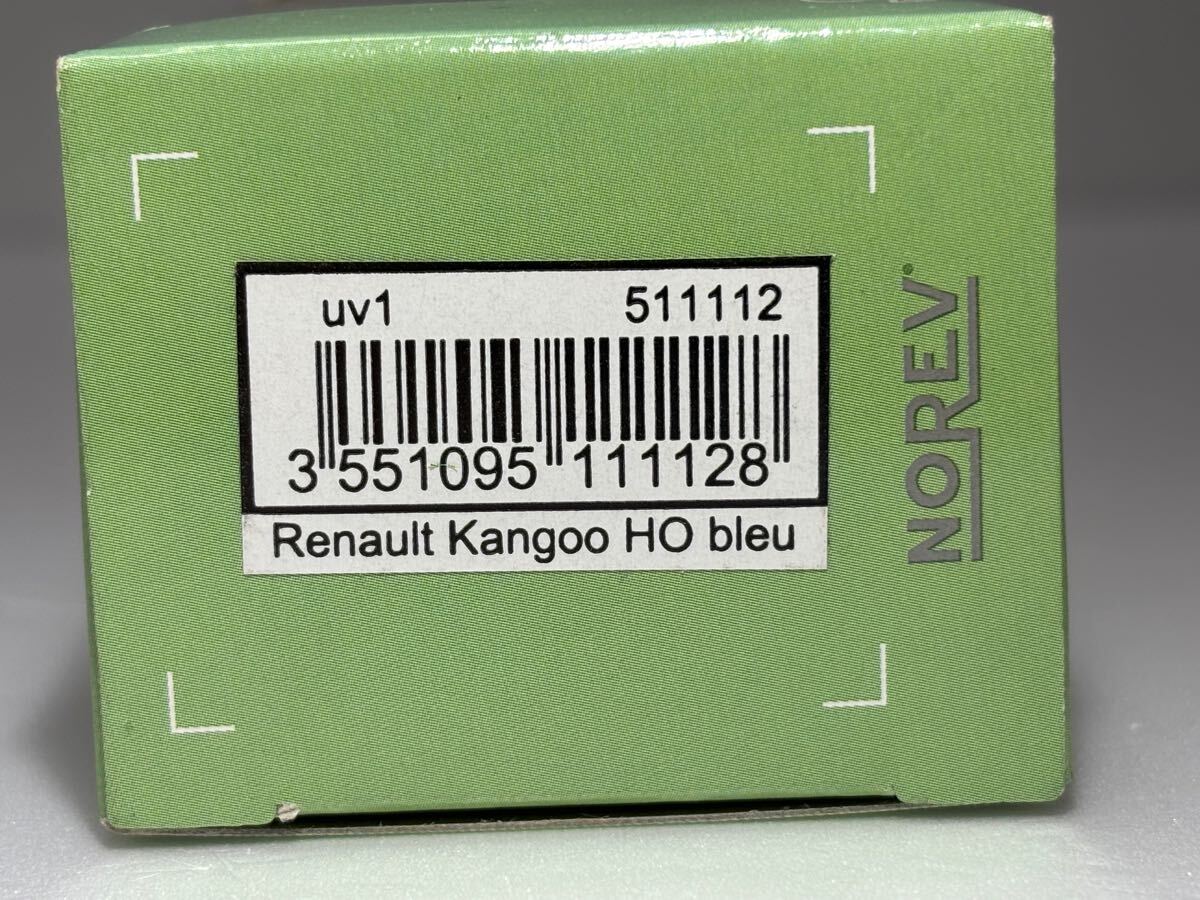 uv1 511112
3 551095 111128
Renault Kangoo HO bleu
NOREV